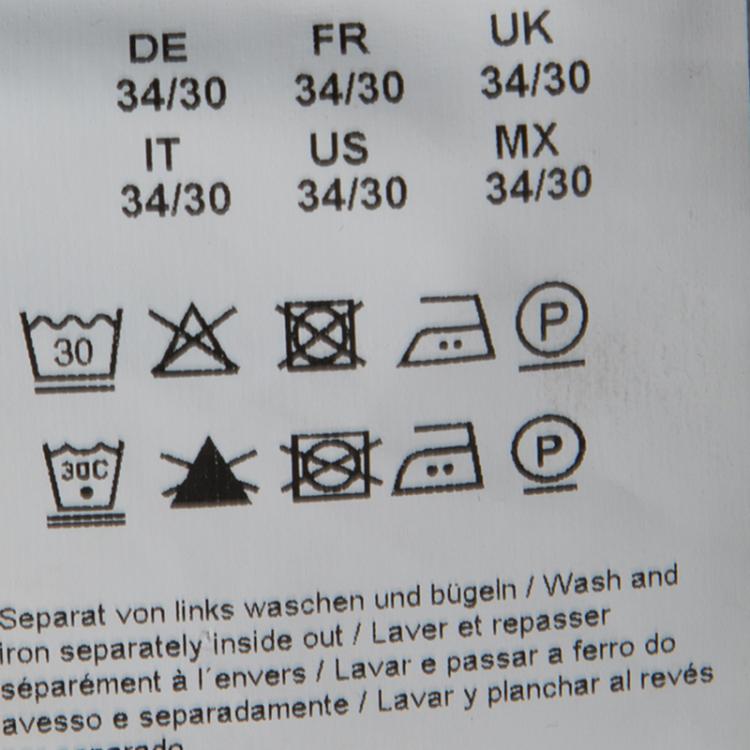 DE FR UK
34/30 34/30 34/30
IT US MX
34/30 34/30 34/30
30 P
30C P
Separat von links waschen und bügeln / Wash and
iron separately inside out / Laver et repasser
séparément à l´envers / Lavar e passar a ferro do
avesso e separadamente / Lavar y planchar al revés